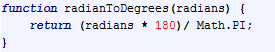 function radianToDegrees(radians) {
return (radians * 180)/ Math.PI;
}